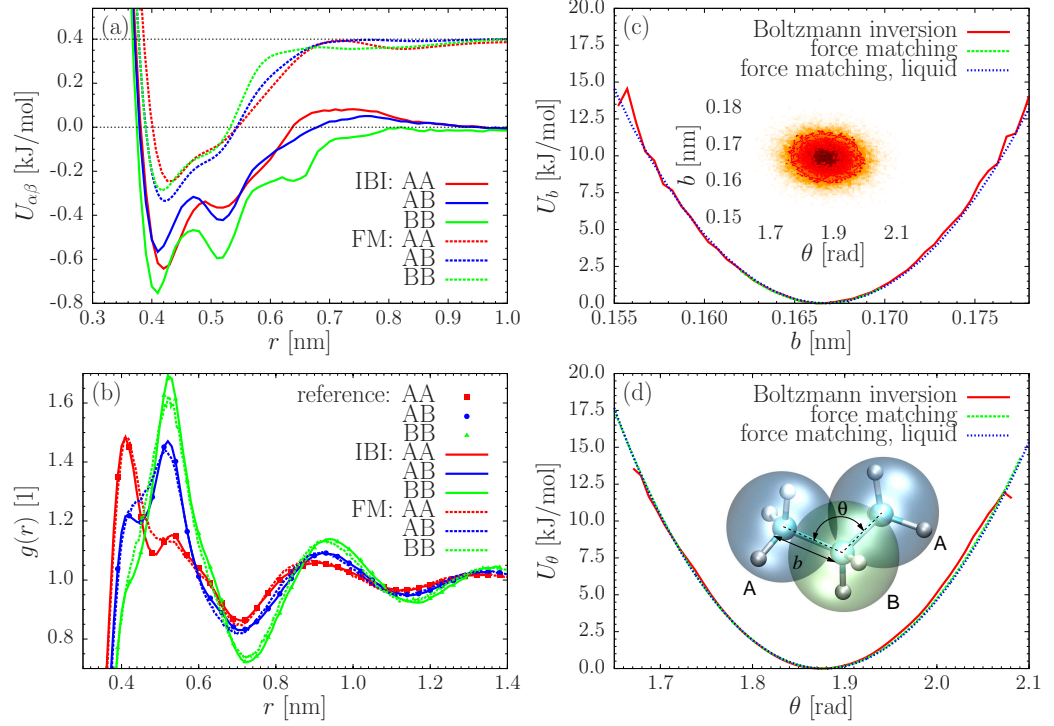 (a)
0.4
0.2
0.0
-0.2
-0.4
-0.6
-0.8
U_αβ [kJ/mol]
IBI: AA
AB
BB
FM: AA
AB
BB
0.3 0.4 0.5 0.6 0.7 0.8 0.9 1.0
r [nm]
(c)
20.0
17.5
15.0
12.5
10.0
7.5
5.0
2.5
0.0
U_b [kJ/mol]
Boltzmann inversion
force matching
force matching, liquid
0.18
0.17
0.16
0.15
b [nm]
1.7 1.9 2.1
θ [rad]
0.155 0.160 0.165 0.170 0.175
b [nm]
(b)
1.6
1.4
1.2
1.0
0.8
g(r) [1]
reference: AA
AB
BB
IBI: AA
AB
BB
FM: AA
AB
BB
0.4 0.6 0.8 1.0 1.2 1.4
r [nm]
(d)
20.0
17.5
15.0
12.5
10.0
7.5
5.0
2.5
0.0
U_θ [kJ/mol]
Boltzmann inversion
force matching
force matching, liquid
θ
b
A
A
B
1.7 1.8 1.9 2.0 2.1
θ [rad]